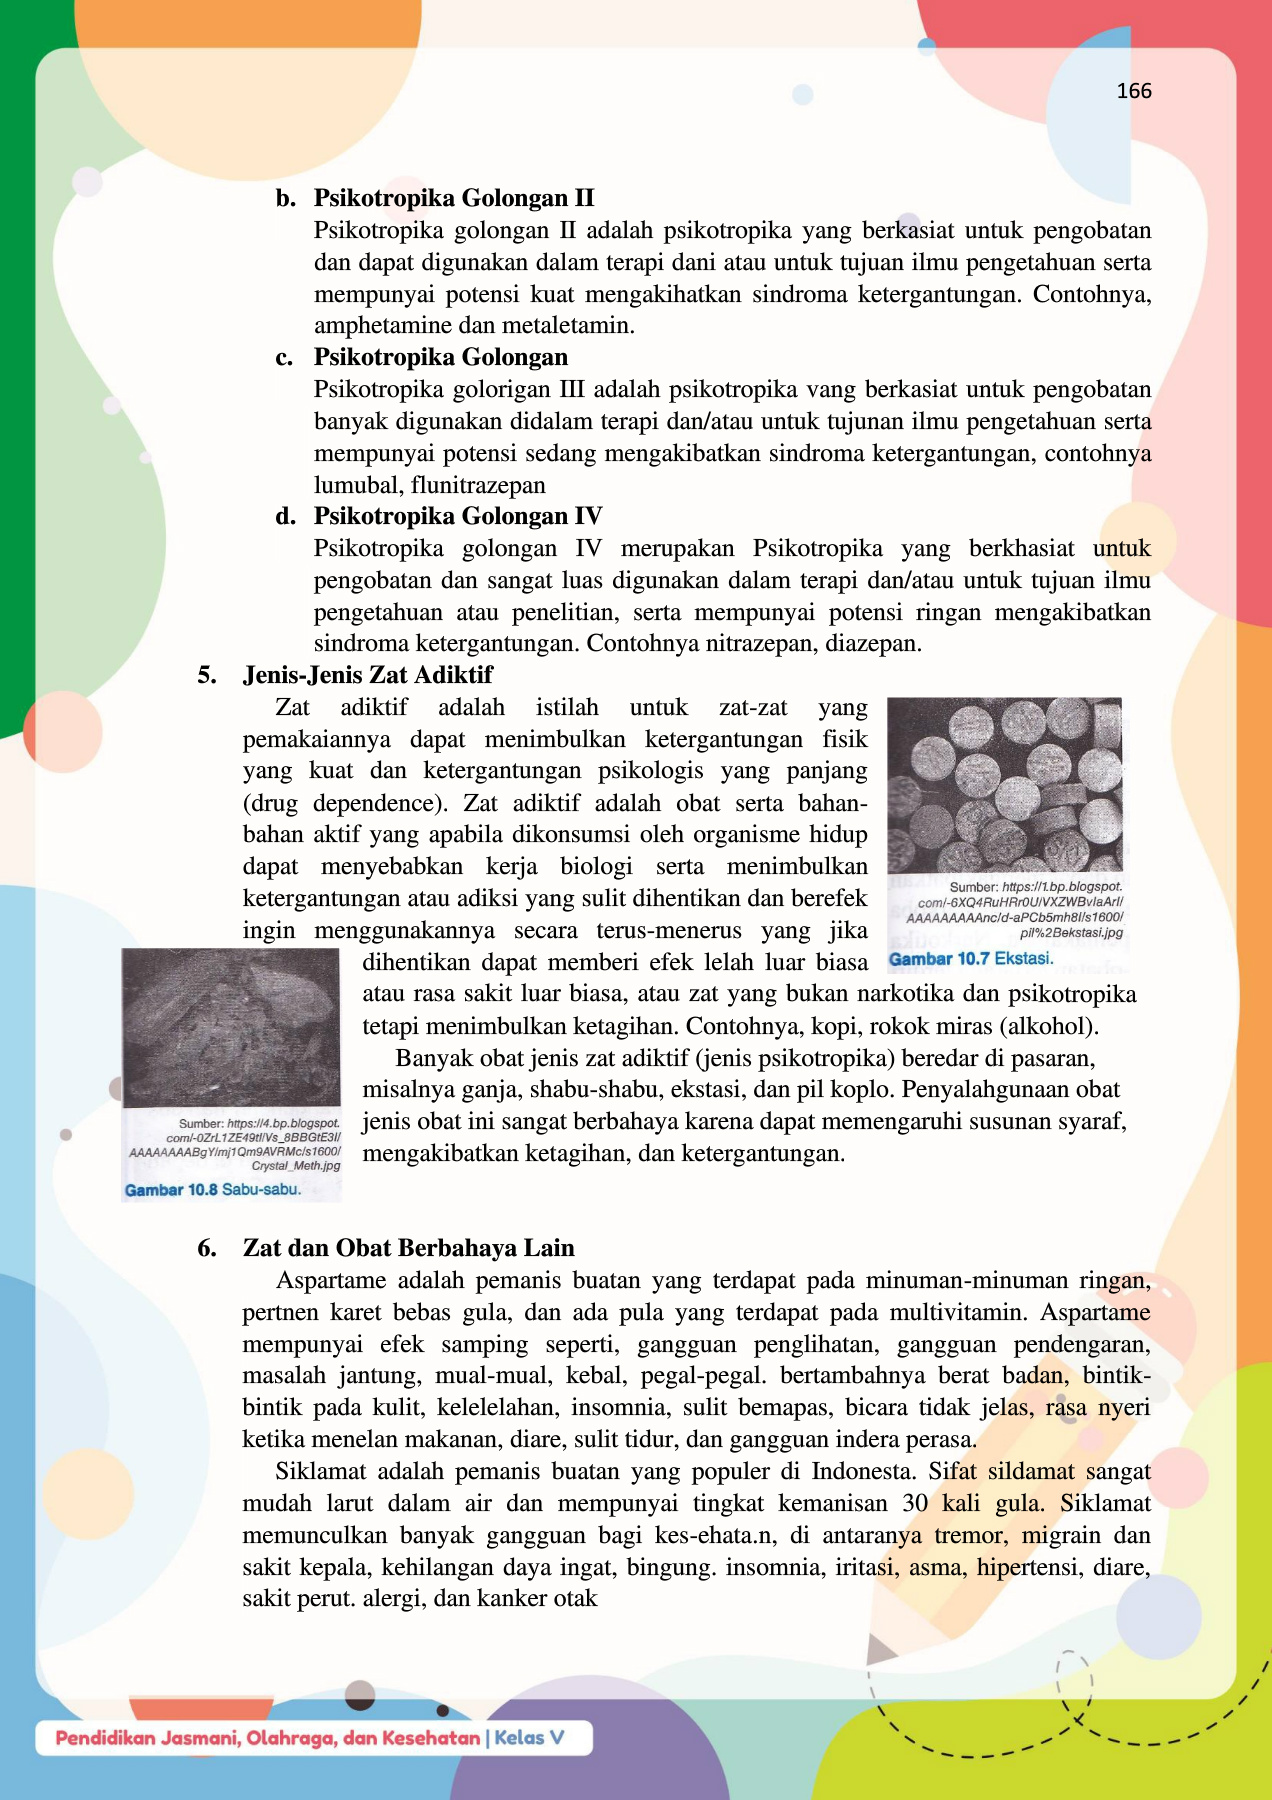 166
b. Psikotropika Golongan II
Psikotropika golongan II adalah psikotropika yang berkasiat untuk pengobatan
dan dapat digunakan dalam terapi dani atau untuk tujuan ilmu pengetahuan serta
mempunyai potensi kuat mengakihatkan sindroma ketergantungan. Contohnya,
amphetamine dan metaletamin.
c. Psikotropika Golongan
Psikotropika golorigan III adalah psikotropika vang berkasiat untuk pengobatan
banyak digunakan didalam terapi dan/atau untuk tujunan ilmu pengetahuan serta
mempunyai potensi sedang mengakibatkan sindroma ketergantungan, contohnya
lumubal, flunitrazepan
d. Psikotropika Golongan IV
Psikotropika golongan IV merupakan Psikotropika yang berkhasiat untuk
pengobatan dan sangat luas digunakan dalam terapi dan/atau untuk tujuan ilmu
pengetahuan atau penelitian, serta mempunyai potensi ringan mengakibatkan
sindroma ketergantungan. Contohnya nitrazepan, diazepan.
5. Jenis-Jenis Zat Adiktif
Zat adiktif adalah istilah untuk zat-zat yang
pemakaiannya dapat menimbulkan ketergantungan fisik
yang kuat dan ketergantungan psikologis yang panjang
(drug dependence). Zat adiktif adalah obat serta bahan-
bahan aktif yang apabila dikonsumsi oleh organisme hidup
dapat menyebabkan kerja biologi serta menimbulkan
ketergantungan atau adiksi yang sulit dihentikan dan berefek
ingin menggunakannya secara terus-menerus yang jika
dihentikan dapat memberi efek lelah luar biasa
atau rasa sakit luar biasa, atau zat yang bukan narkotika dan psikotropika
tetapi menimbulkan ketagihan. Contohnya, kopi, rokok miras (alkohol).
Banyak obat jenis zat adiktif (jenis psikotropika) beredar di pasaran,
misalnya ganja, shabu-shabu, ekstasi, dan pil koplo. Penyalahgunaan obat
jenis obat ini sangat berbahaya karena dapat memengaruhi susunan syaraf,
mengakibatkan ketagihan, dan ketergantungan.
Sumber: https://1.bp.blogspot.
com/-6XQ4RuHRr0U/VXZWBvlaArI/
AAAAAAAAAnc/d-aPCb5mh8I/s1600/
pil%2Bekstasi.jpg
Gambar 10.7 Ekstasi.
Sumber: https://4.bp.blogspot.
com/-0ZrL1ZE49tI/Vs_8BBGtE3I/
AAAAAAAABgY/mj1Qm9AVRMc/s1600/
Crystal_Meth.jpg
Gambar 10.8 Sabu-sabu.
6. Zat dan Obat Berbahaya Lain
Aspartame adalah pemanis buatan yang terdapat pada minuman-minuman ringan,
pertnen karet bebas gula, dan ada pula yang terdapat pada multivitamin. Aspartame
mempunyai efek samping seperti, gangguan penglihatan, gangguan pendengaran,
masalah jantung, mual-mual, kebal, pegal-pegal. bertambahnya berat badan, bintik-
bintik pada kulit, kelelelahan, insomnia, sulit bemapas, bicara tidak jelas, rasa nyeri
ketika menelan makanan, diare, sulit tidur, dan gangguan indera perasa.
Siklamat adalah pemanis buatan yang populer di Indonesta. Sifat sildamat sangat
mudah larut dalam air dan mempunyai tingkat kemanisan 30 kali gula. Siklamat
memunculkan banyak gangguan bagi kes-ehata.n, di antaranya tremor, migrain dan
sakit kepala, kehilangan daya ingat, bingung. insomnia, iritasi, asma, hipertensi, diare,
sakit perut. alergi, dan kanker otak
Pendidikan Jasmani, Olahraga, dan Kesehatan | Kelas V